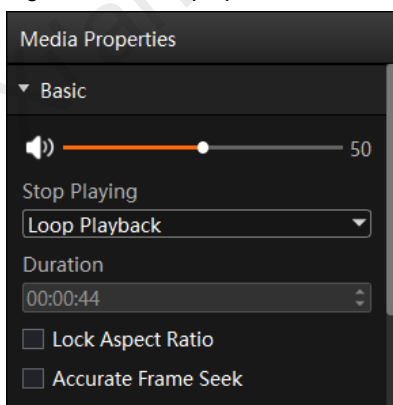 Media Properties
Basic
50
Stop Playing
Loop Playback
Duration
00:00:44
Lock Aspect Ratio
Accurate Frame Seek